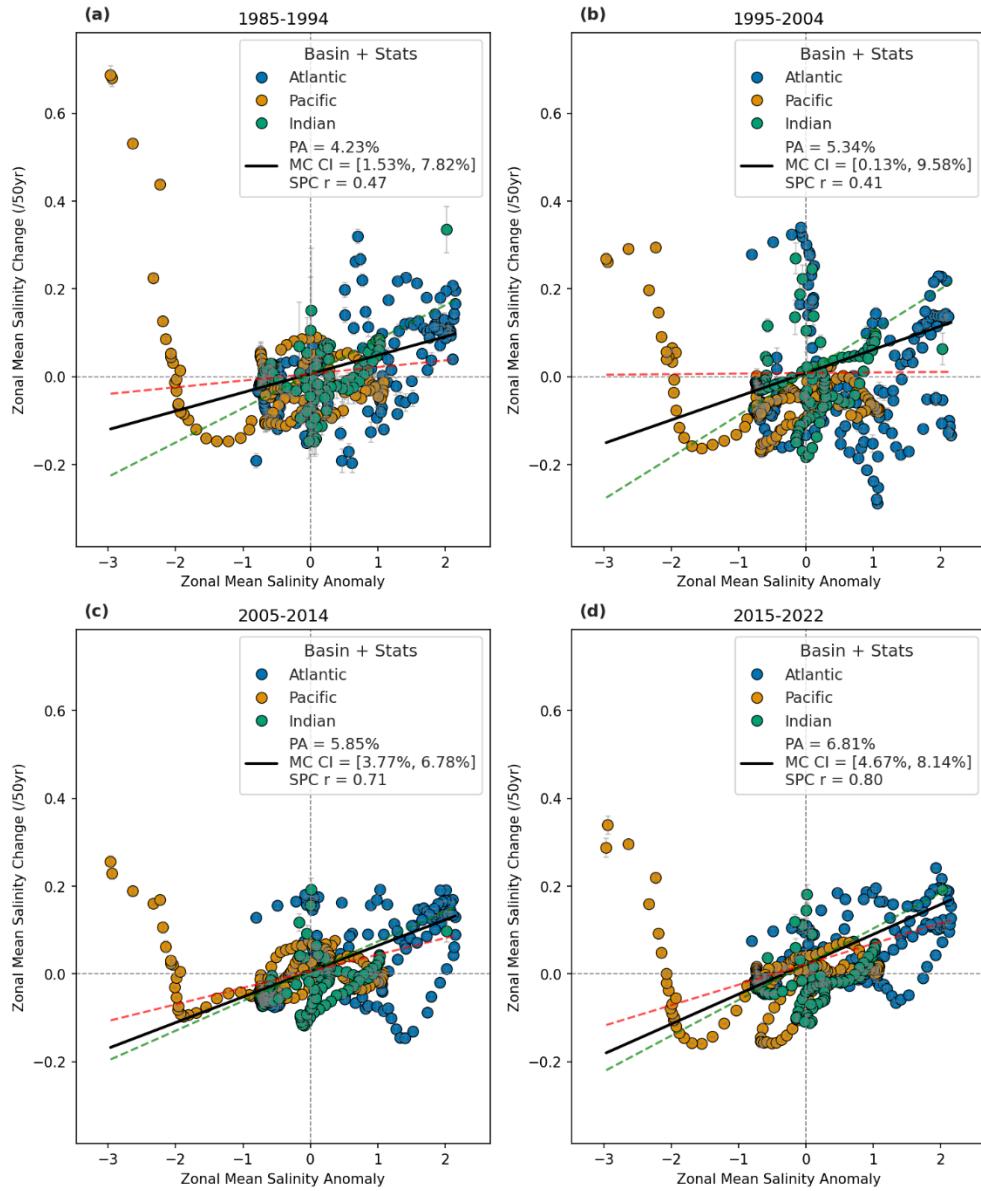 (a)
1985-1994
Zonal Mean Salinity Change (/50yr)
0.6
0.4
0.2
0.0
−0.2
Basin + Stats
Atlantic
Pacific
Indian
PA = 4.23%
MC CI = [1.53%, 7.82%]
SPC r = 0.47
−3 −2 −1 0 1 2
Zonal Mean Salinity Anomaly
(b)
1995-2004
Zonal Mean Salinity Change (/50yr)
0.6
0.4
0.2
0.0
−0.2
Basin + Stats
Atlantic
Pacific
Indian
PA = 5.34%
MC CI = [0.13%, 9.58%]
SPC r = 0.41
−3 −2 −1 0 1 2
Zonal Mean Salinity Anomaly
(c)
2005-2014
Zonal Mean Salinity Change (/50yr)
0.6
0.4
0.2
0.0
−0.2
Basin + Stats
Atlantic
Pacific
Indian
PA = 5.85%
MC CI = [3.77%, 6.78%]
SPC r = 0.71
−3 −2 −1 0 1 2
Zonal Mean Salinity Anomaly
(d)
2015-2022
Zonal Mean Salinity Change (/50yr)
0.6
0.4
0.2
0.0
−0.2
Basin + Stats
Atlantic
Pacific
Indian
PA = 6.81%
MC CI = [4.67%, 8.14%]
SPC r = 0.80
−3 −2 −1 0 1 2
Zonal Mean Salinity Anomaly